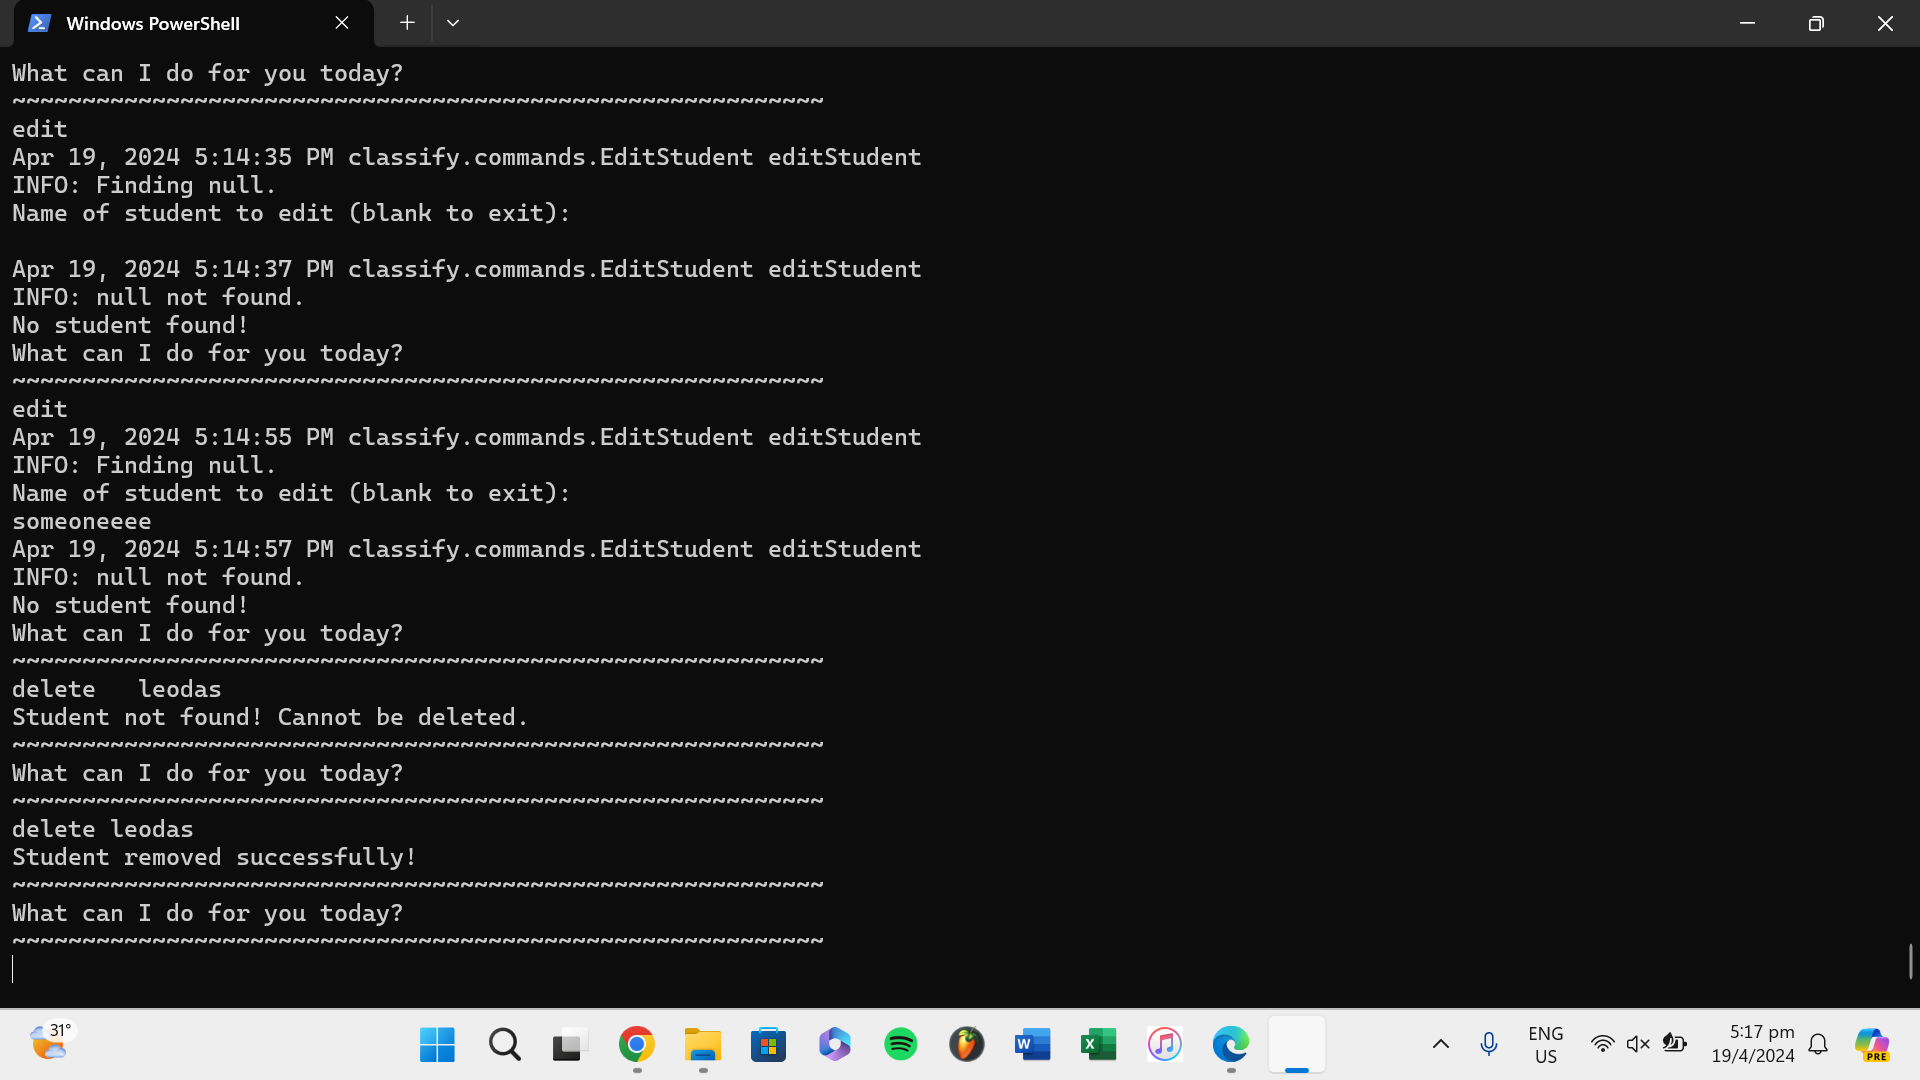 Windows PowerShell
What can I do for you today?
~~~~~~~~~~~~~~~~~~~~~~~~~~~~~~~~~~~~~~~~~~~~~~~~~~~~~~~~~~
edit
Apr 19, 2024 5:14:35 PM classify.commands.EditStudent editStudent
INFO: Finding null.
Name of student to edit (blank to exit):
Apr 19, 2024 5:14:37 PM classify.commands.EditStudent editStudent
INFO: null not found.
No student found!
What can I do for you today?
~~~~~~~~~~~~~~~~~~~~~~~~~~~~~~~~~~~~~~~~~~~~~~~~~~~~~~~~~~
edit
Apr 19, 2024 5:14:55 PM classify.commands.EditStudent editStudent
INFO: Finding null.
Name of student to edit (blank to exit):
someoneeee
Apr 19, 2024 5:14:57 PM classify.commands.EditStudent editStudent
INFO: null not found.
No student found!
What can I do for you today?
~~~~~~~~~~~~~~~~~~~~~~~~~~~~~~~~~~~~~~~~~~~~~~~~~~~~~~~~~~
delete   leodas
Student not found! Cannot be deleted.
~~~~~~~~~~~~~~~~~~~~~~~~~~~~~~~~~~~~~~~~~~~~~~~~~~~~~~~~~~
What can I do for you today?
~~~~~~~~~~~~~~~~~~~~~~~~~~~~~~~~~~~~~~~~~~~~~~~~~~~~~~~~~~
delete leodas
Student removed successfully!
~~~~~~~~~~~~~~~~~~~~~~~~~~~~~~~~~~~~~~~~~~~~~~~~~~~~~~~~~~
What can I do for you today?
~~~~~~~~~~~~~~~~~~~~~~~~~~~~~~~~~~~~~~~~~~~~~~~~~~~~~~~~~~
31°
W
X
ENG
US
5:17 pm
19/4/2024
PRE